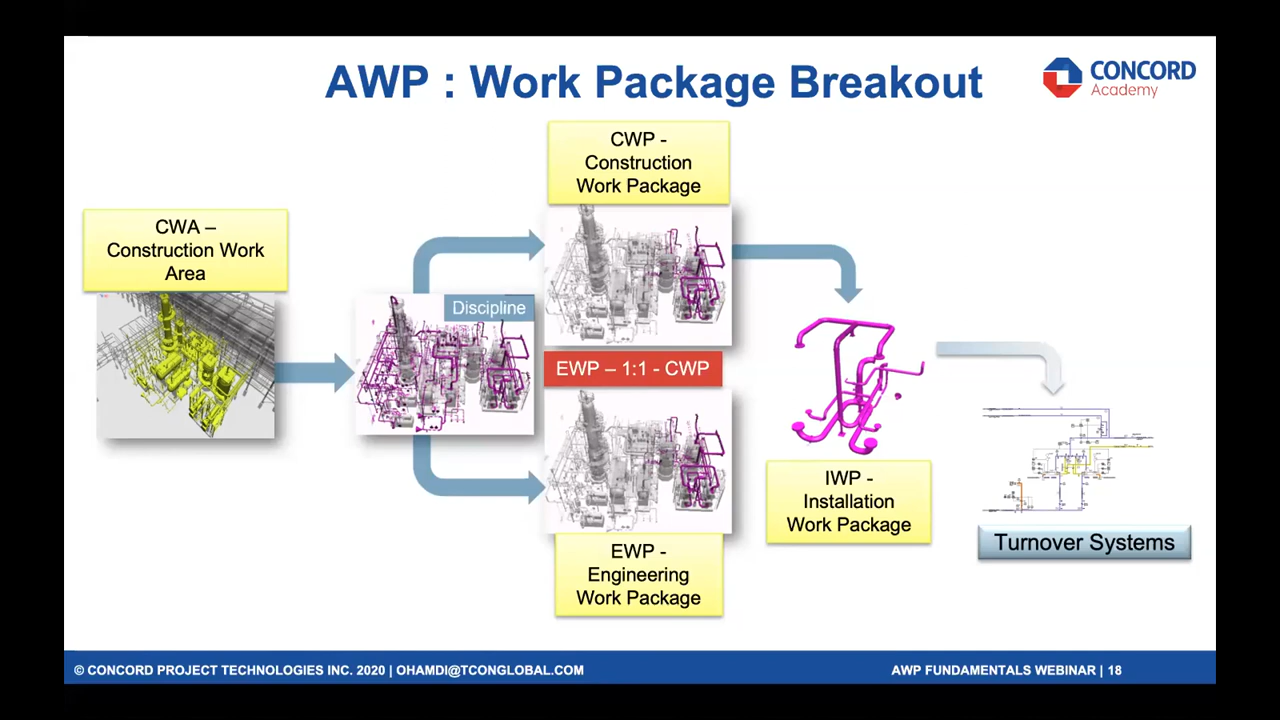 AWP : Work Package Breakout
CONCORD
Academy
CWP -
Construction
Work Package
CWA –
Construction Work
Area
Discipline
EWP – 1:1 - CWP
IWP -
Installation
Work Package
EWP -
Engineering
Work Package
Turnover Systems
© CONCORD PROJECT TECHNOLOGIES INC. 2020 | OHAMDI@TCONGLOBAL.COM
AWP FUNDAMENTALS WEBINAR | 18